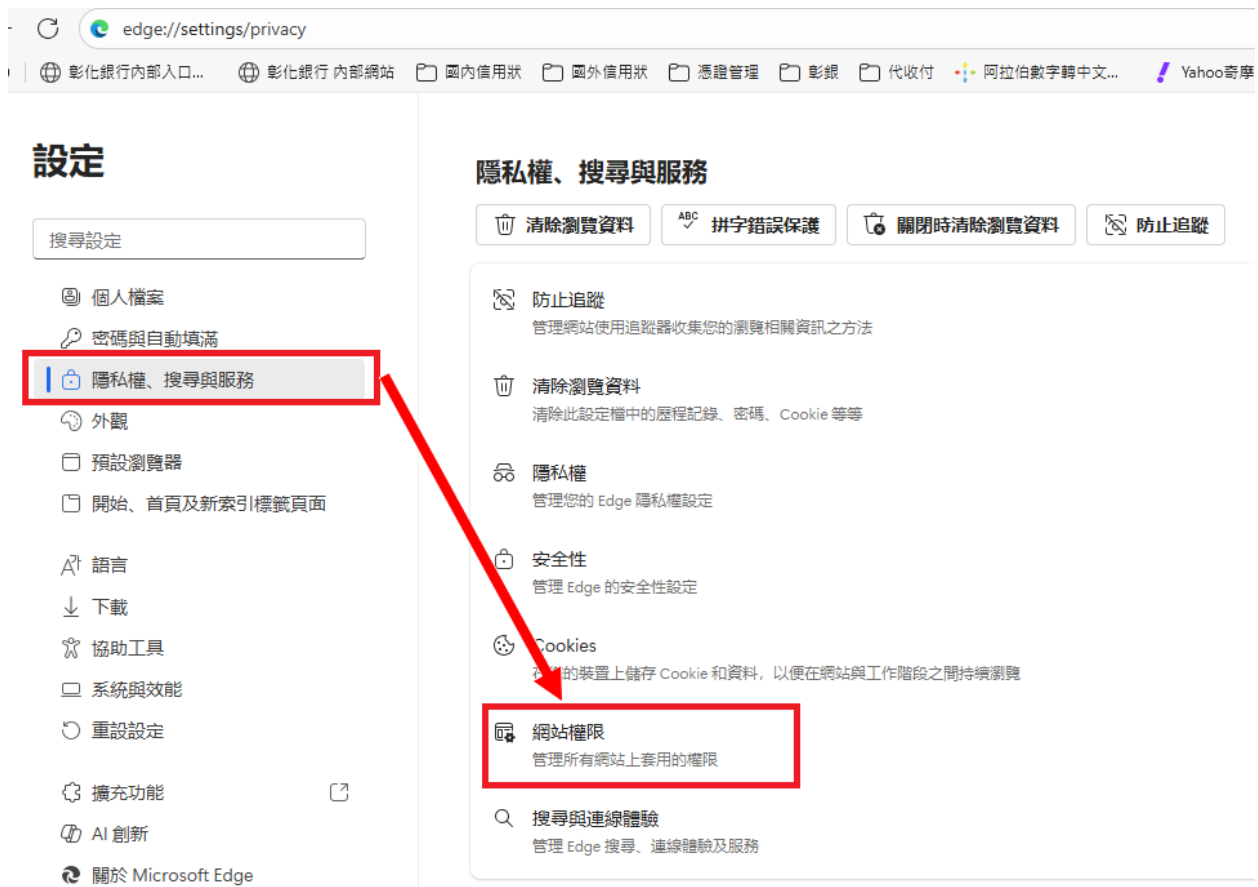 edge://settings/privacy
彰化銀行內部入口... 彰化銀行 內部網站 國內信用狀 國外信用狀 憑證管理 彰銀 代收付 阿拉伯數字轉中文... Yahoo奇摩
設定
搜尋設定
個人檔案
密碼與自動填滿
隱私權、搜尋與服務
外觀
預設瀏覽器
開始、首頁及新索引標籤頁面
語言
下載
協助工具
系統與效能
重設設定
擴充功能
AI 創新
關於 Microsoft Edge
隱私權、搜尋與服務
清除瀏覽資料 ABC 拼字錯誤保護 關閉時清除瀏覽資料 防止追蹤
防止追蹤
管理網站使用追蹤器收集您的瀏覽相關資訊之方法
清除瀏覽資料
清除此設定檔中的歷程記錄、密碼、Cookie 等等
隱私權
管理您的 Edge 隱私權設定
安全性
管理 Edge 的安全性設定
Cookies
的裝置上儲存 Cookie 和資料，以便在網站與工作階段之間持續瀏覽
網站權限
管理所有網站上套用的權限
搜尋與連線體驗
管理 Edge 搜尋、連線體驗及服務